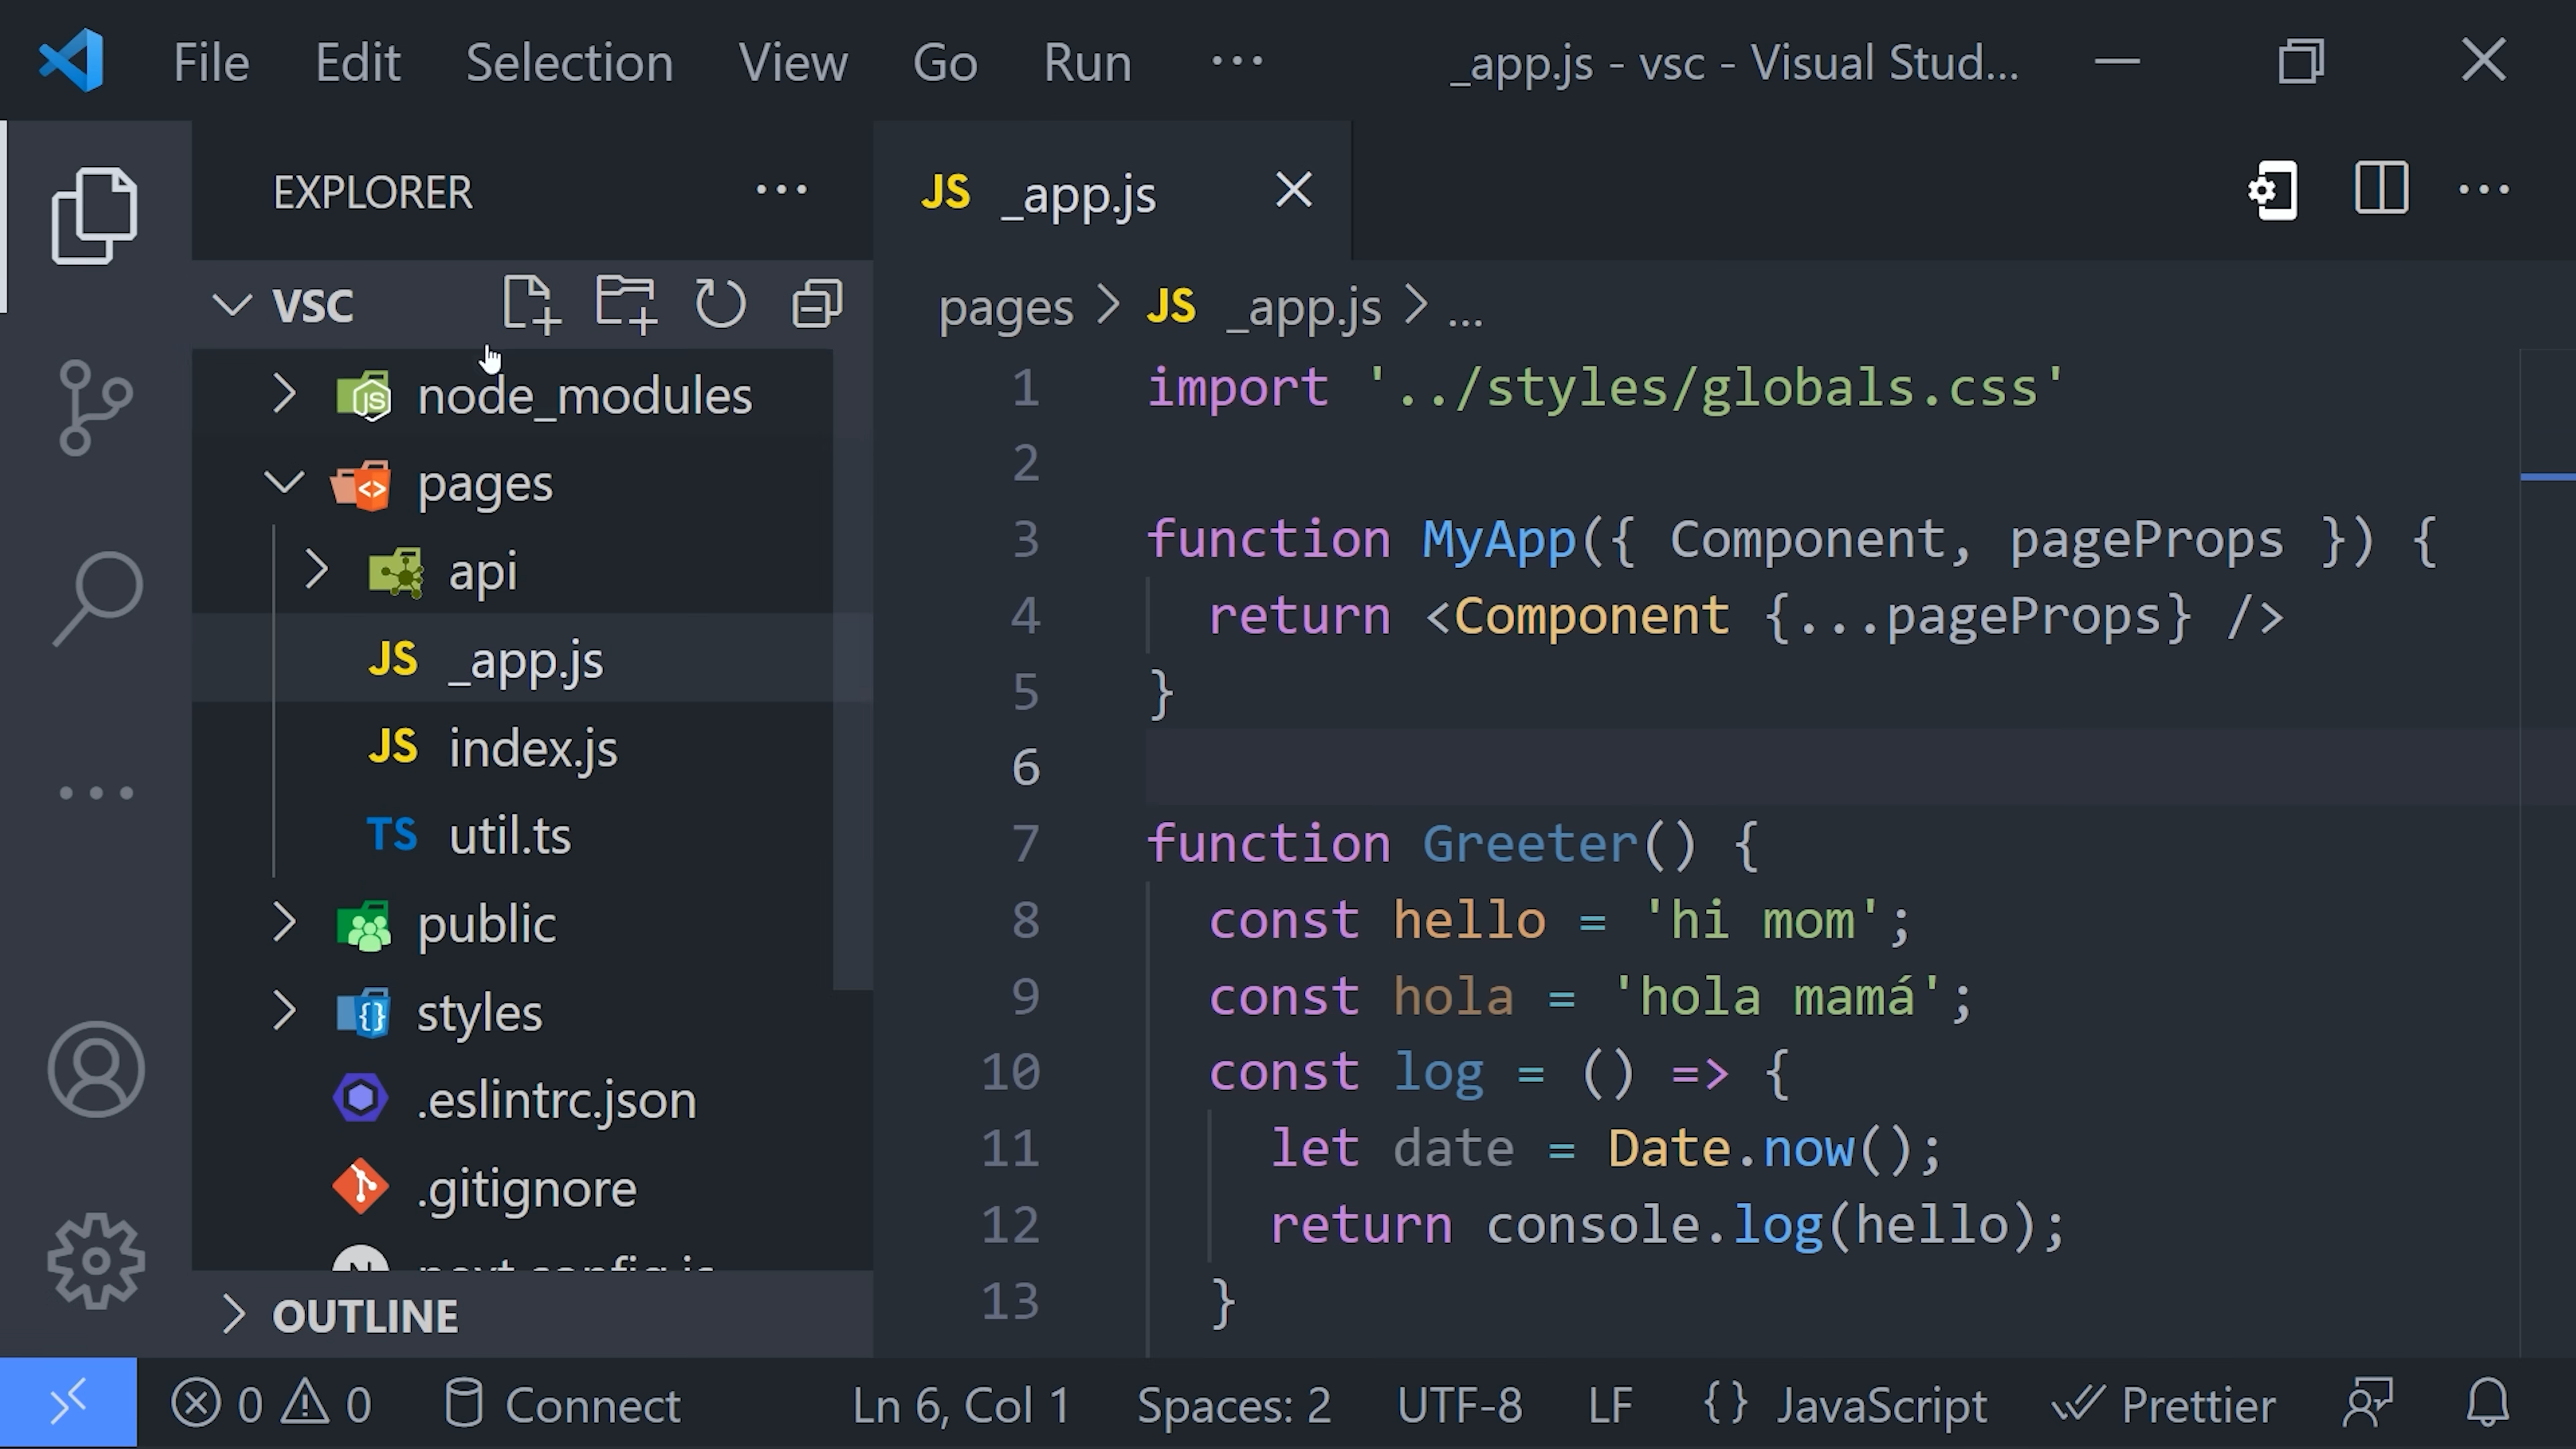 File Edit Selection View Go Run ··· _app.js - vsc - Visual Stud...
EXPLORER ···
JS _app.js
VSC
pages > JS _app.js > ...
node_modules
pages
api
JS _app.js
JS index.js
TS util.ts
public
styles
.eslintrc.json
.gitignore
next.config.js
OUTLINE
1 import '../styles/globals.css'
2
3 function MyApp({ Component, pageProps }) {
4 return <Component {...pageProps} />
5 }
6
7 function Greeter() {
8 const hello = 'hi mom';
9 const hola = 'hola mamá';
10 const log = () => {
11 let date = Date.now();
12 return console.log(hello);
13 }
0 0 Connect Ln 6, Col 1 Spaces: 2 UTF-8 LF {} JavaScript Prettier